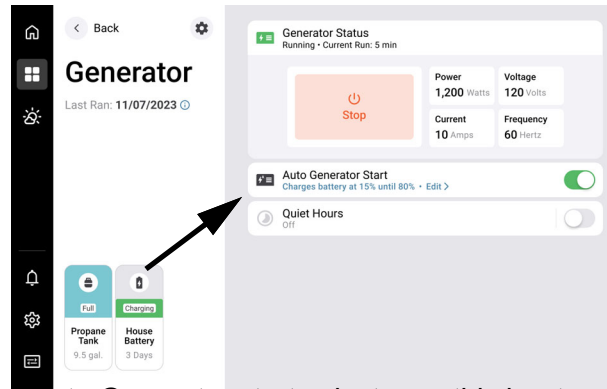 Back
Generator
Last Ran: 11/07/2023
Generator Status
Running • Current Run: 5 min
Stop
Power
1,200 Watts
Voltage
120 Volts
Current
10 Amps
Frequency
60 Hertz
Auto Generator Start
Charges battery at 15% until 80% • Edit >
Quiet Hours
Off
Full
Propane
Tank
9.5 gal.
Charging
House
Battery
3 Days